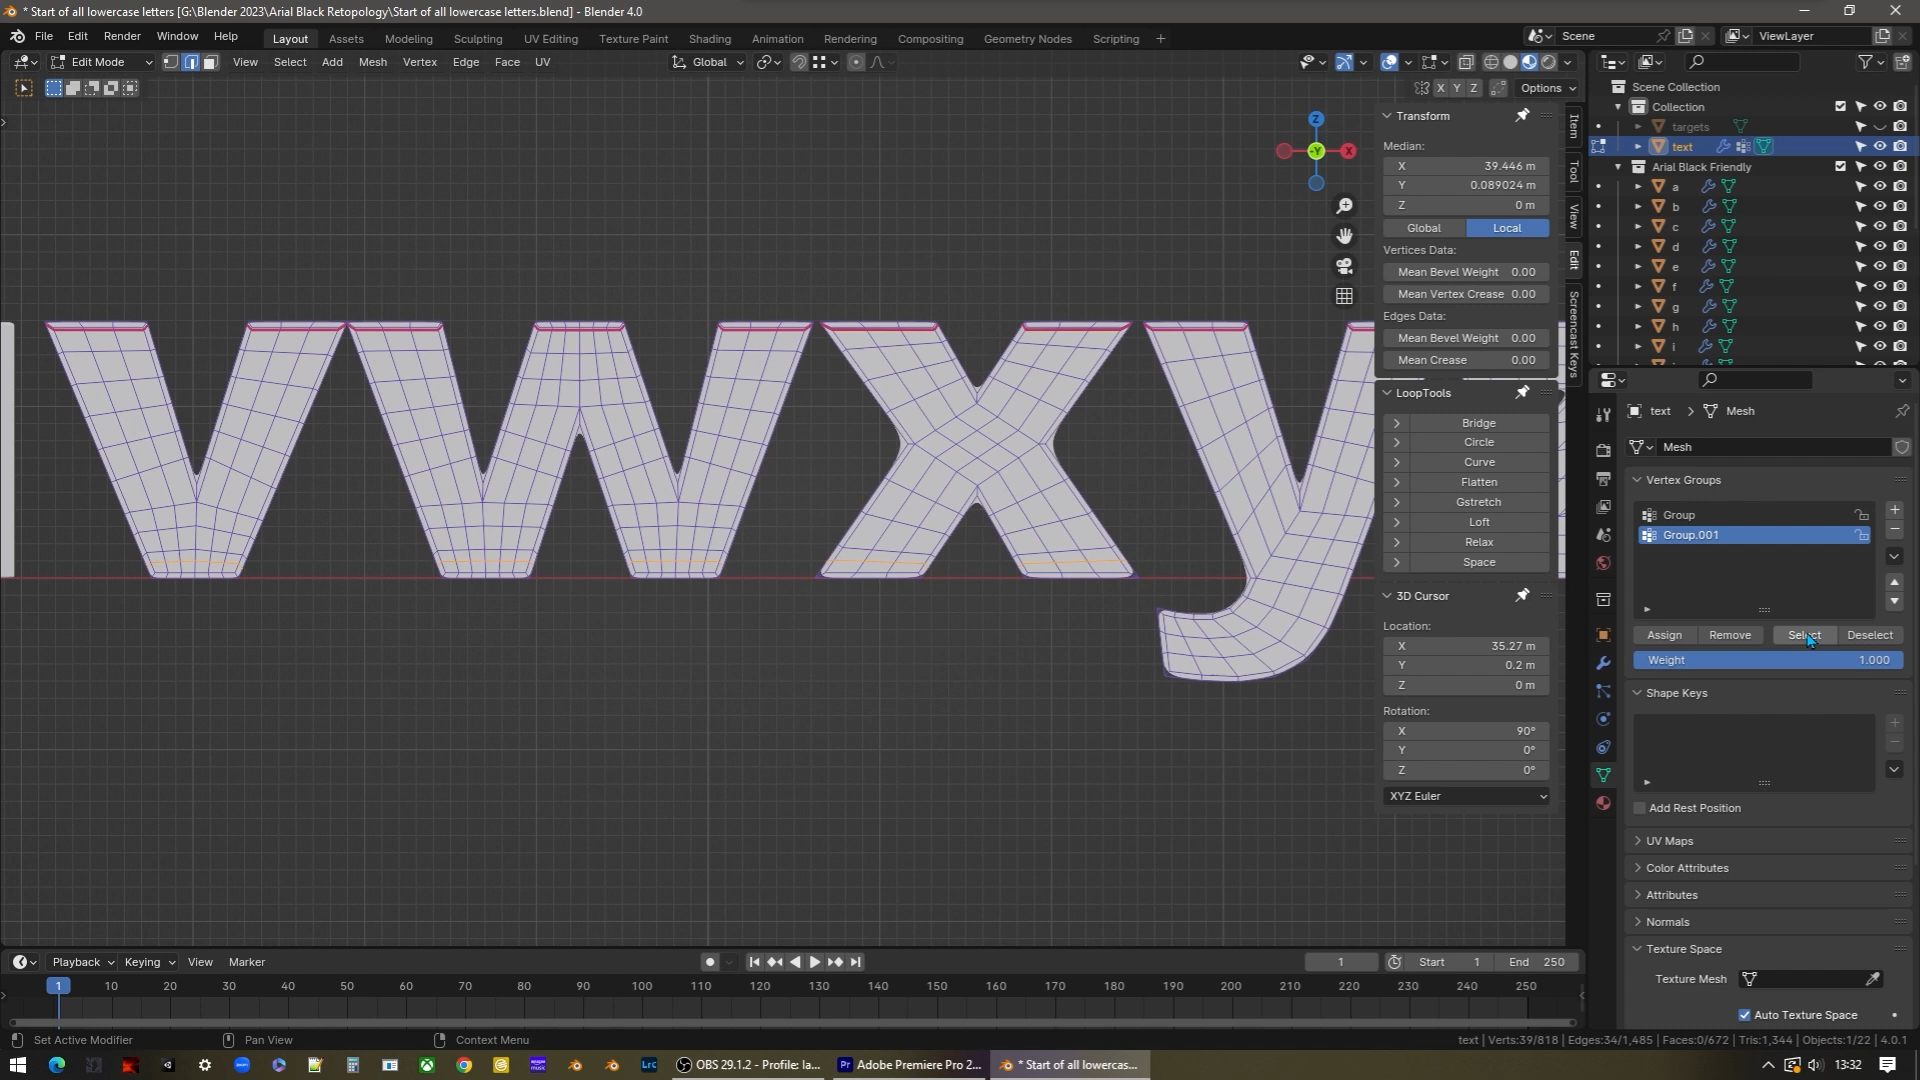 * Start of all lowercase letters [G:\Blender 2023\Arial Black Retopology\Start of all lowercase letters.blend] - Blender 4.0
File Edit Render Window Help
Layout Assets Modeling Sculpting UV Editing Texture Paint Shading Animation Rendering Compositing Geometry Nodes Scripting +
Scene ViewLayer
Edit Mode View Select Add Mesh Vertex Edge Face UV Global
X Y Z Options
vwxy
Z
-Y X
Item
Tool
View
Edit
Screencast Keys
Transform
Median:
X 39.446 m
Y 0.089024 m
Z 0 m
Global Local
Vertices Data:
Mean Bevel Weight 0.00
Mean Vertex Crease 0.00
Edges Data:
Mean Bevel Weight 0.00
Mean Crease 0.00
LoopTools
Bridge
Circle
Curve
Flatten
Gstretch
Loft
Relax
Space
3D Cursor
Location:
X 35.27 m
Y 0.2 m
Z 0 m
Rotation:
X 90°
Y 0°
Z 0°
XYZ Euler
Scene Collection
Collection
targets
text
Arial Black Friendly
a
b
c
d
e
f
g
h
i
text > Mesh
Mesh
Vertex Groups
Group
Group.001
Assign Remove Select Deselect
Weight 1.000
Shape Keys
Add Rest Position
UV Maps
Color Attributes
Attributes
Normals
Texture Space
Texture Mesh
Auto Texture Space
Playback Keying View Marker
1 Start 1 End 250
1 10 20 30 40 50 60 70 80 90 100 110 120 130 140 150 160 170 180 190 200 210 220 230 240 250
Set Active Modifier Pan View Context Menu
text | Verts:39/818 | Edges:34/1,485 | Faces:0/672 | Tris:1,344 | Objects:1/22 | 4.0.1
zoom
Lrc
OBS 29.1.2 - Profile: la...
Pr Adobe Premiere Pro 2...
* Start of all lowercas...
13:32